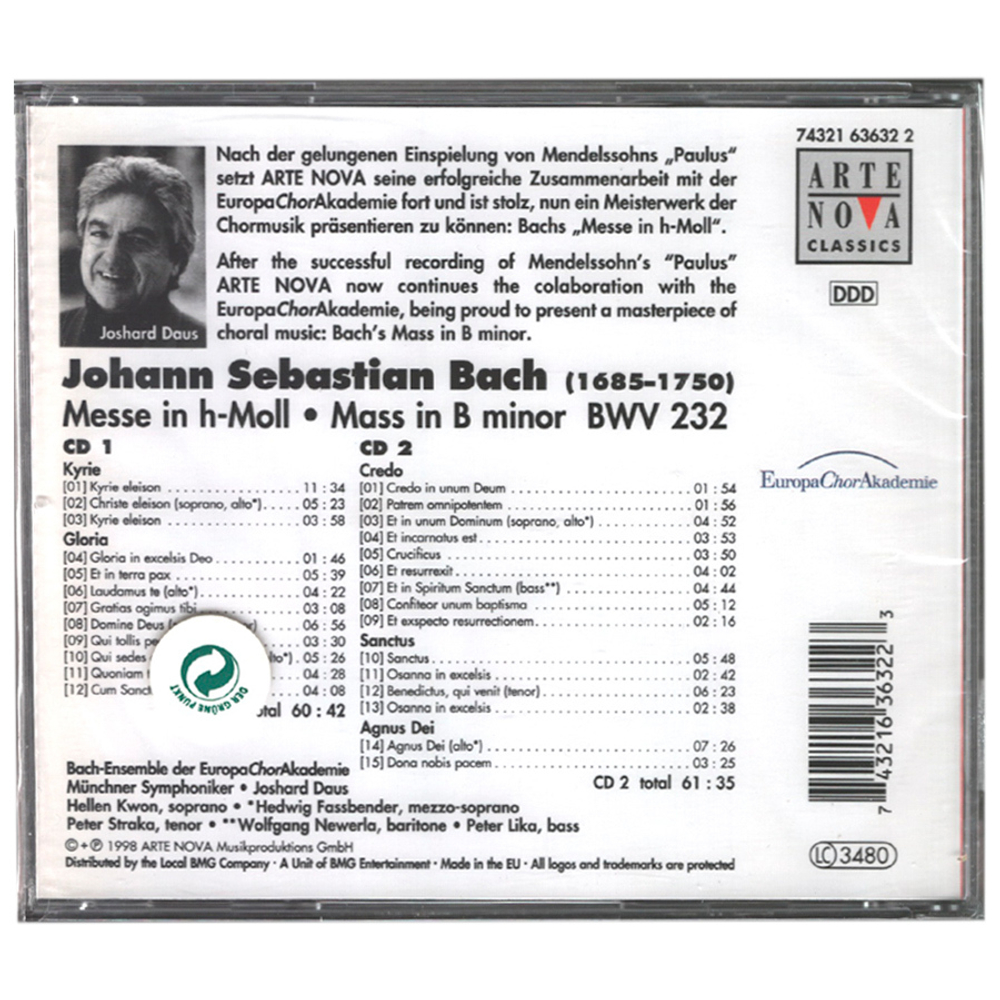 74321 63632 2
ARTE
NOVA
CLASSICS
DDD
Nach der gelungenen Einspielung von Mendelssohns „Paulus“
setzt ARTE NOVA seine erfolgreiche Zusammenarbeit mit der
EuropaChorAkademie fort und ist stolz, nun ein Meisterwerk der
Chormusik präsentieren zu können: Bachs „Messe in h-Moll“.
After the successful recording of Mendelssohn's “Paulus”
ARTE NOVA now continues the colaboration with the
EuropaChorAkademie, being proud to present a masterpiece of
choral music: Bach's Mass in B minor.
Joshard Daus
Johann Sebastian Bach (1685–1750)
Messe in h-Moll • Mass in B minor BWV 232
CD 1
Kyrie
[01] Kyrie eleison 11 : 34
[02] Christe eleison (soprano, alto*) 05 : 23
[03] Kyrie eleison 03 : 58
Gloria
[04] Gloria in excelsis Deo 01 : 46
[05] Et in terra pax 05 : 39
[06] Laudamus te (alto*) 04 : 22
[07] Gratias agimus tibi 03 : 08
[08] Domine Deus 06 : 56
[09] Qui tollis 03 : 30
[10] Qui sedes 05 : 26
[11] Quoniam 04 : 28
[12] Cum 04 : 08
60 : 42
DER GRÜNE PUNKT
CD 2
Credo
[01] Credo in unum Deum 01 : 54
[02] Patrem omnipotentem 01 : 56
[03] Et in unum Dominum (soprano, alto*) 04 : 52
[04] Et incarnatus est 03 : 53
[05] Crucificus 03 : 50
[06] Et resurrexit 04 : 02
[07] Et in Spiritum Sanctum (bass**) 04 : 44
[08] Confiteor unum baptisma 05 : 12
[09] Et exspecto resurrectionem 02 : 16
Sanctus
[10] Sanctus 05 : 48
[11] Osanna in excelsis 02 : 42
[12] Benedictus, qui venit (tenor) 06 : 23
[13] Osanna in excelsis 02 : 38
Agnus Dei
[14] Agnus Dei (alto*) 07 : 26
[15] Dona nobis pacem 03 : 25
CD 2 total 61 : 35
EuropaChorAkademie
7 43216 36322 3
Bach-Ensemble der EuropaChorAkademie
Münchner Symphoniker • Joshard Daus
Hellen Kwon, soprano • *Hedwig Fassbender, mezzo-soprano
Peter Straka, tenor • **Wolfgang Newerla, baritone • Peter Lika, bass
©+℗ 1998 ARTE NOVA Musikproduktions GmbH
Distributed by the Local BMG Company · A Unit of BMG Entertainment · Made in the EU · All logos and trademarks are protected
LC 3480